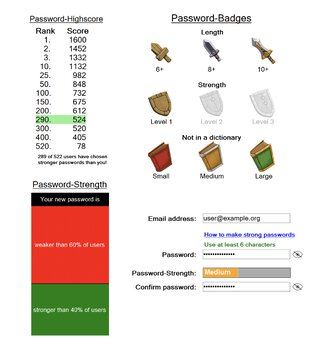 Password-Highscore
Rank Score
1. 1600
2. 1452
3. 1332
10. 1132
25. 982
50. 848
100. 732
150. 675
200. 612
290. 524
300. 520
400. 405
520. 78
289 of 522 users have chosen
stronger passwords than you!
Password-Badges
Length
6+ 8+ 10+
Strength
Level 1 Level 2 Level 3
Not in a dictionary
Small Medium Large
Password-Strength
Your new password is
weaker than 60% of users
stronger than 40% of users
Email address: user@example.org
How to make strong passwords
Use at least 6 characters
Password: ••••••••••••••
Password-Strength: Medium
Confirm password: ••••••••••••••